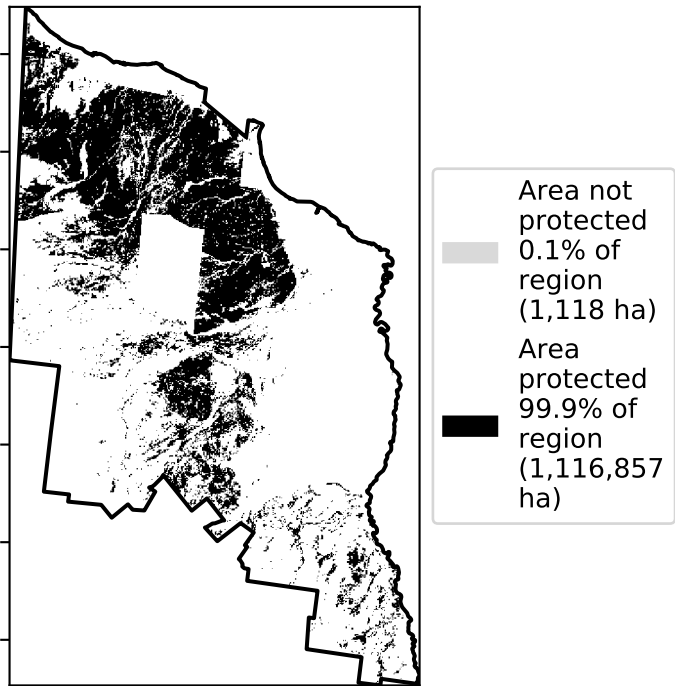 Area not
protected
0.1% of
region
(1,118 ha)
Area
protected
99.9% of
region
(1,116,857
ha)